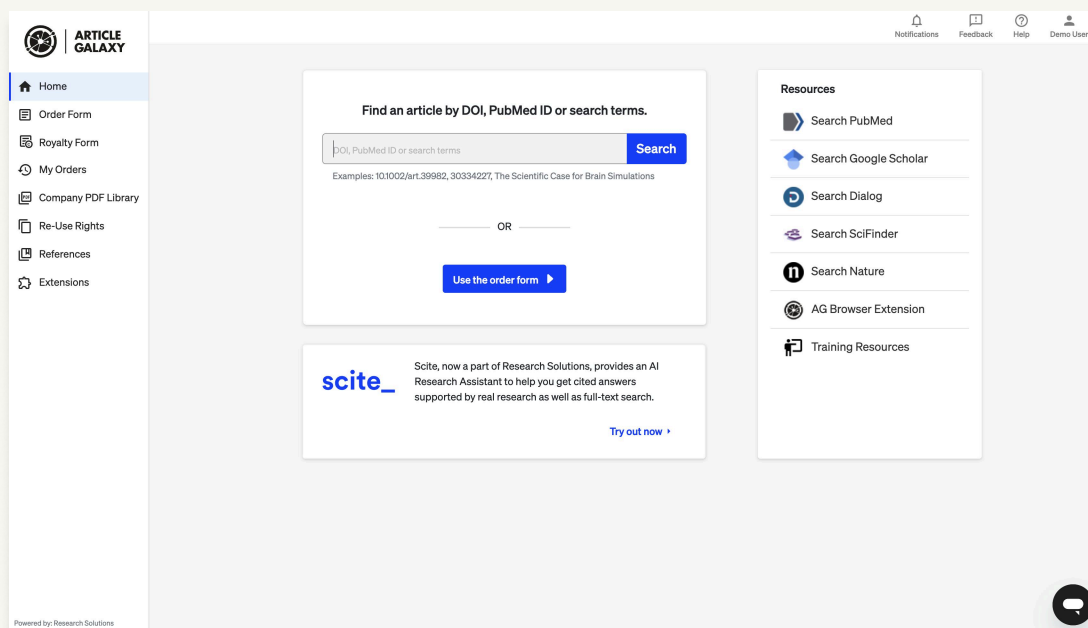 ARTICLE
GALAXY
Notifications
Feedback
Help
Demo User
Home
Order Form
Royalty Form
My Orders
PDF
Company PDF Library
Re-Use Rights
References
Extensions
Find an article by DOI, PubMed ID or search terms.
DOI, PubMed ID or search terms
Search
Examples: 10.1002/art.39982, 30334227, The Scientific Case for Brain Simulations
OR
Use the order form
scite_
Scite, now a part of Research Solutions, provides an AI
Research Assistant to help you get cited answers
supported by real research as well as full-text search.
Try out now
Resources
Search PubMed
Search Google Scholar
Search Dialog
Search SciFinder
n
Search Nature
AG Browser Extension
Training Resources
Powered by: Research Solutions